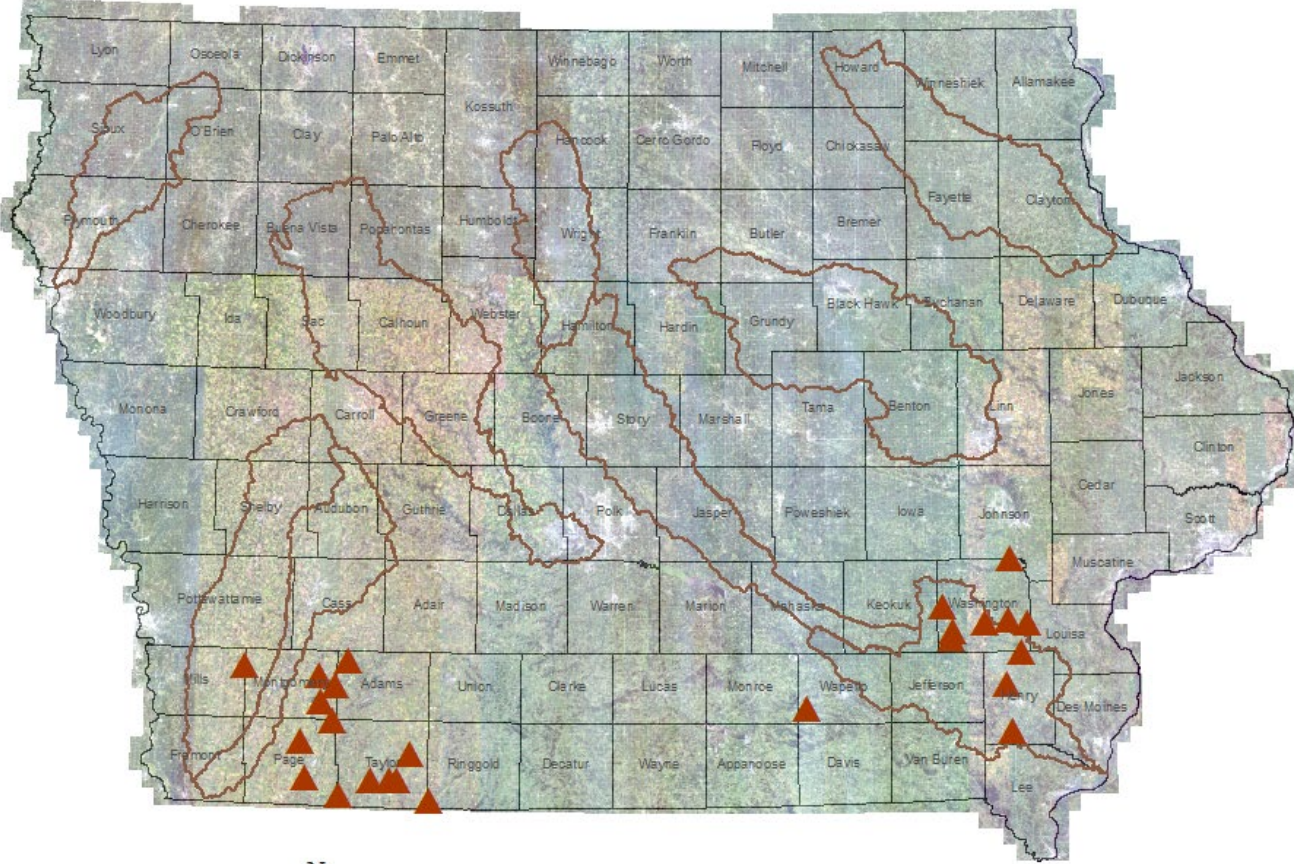 Lyon Osceola Dickinson Emmet Winnebago Worth Mitchell Howard Winneshiek Allamakee
Kossuth
Sioux O'Brien Clay Palo Alto Hancock Cerro Gordo Floyd Chickasaw
Fayette Clayton
Plymouth Cherokee Buena Vista Pocahontas Humboldt Wright Franklin Butler Bremer
Woodbury Ida Sac Calhoun Webster Hamilton Hardin Grundy Black Hawk Buchanan Delaware Dubuque
Jackson
Monona Crawford Carroll Greene Boone Story Marshall Tama Benton Linn Jones
Clinton
Harrison Shelby Audubon Guthrie Dallas Polk Jasper Poweshiek Iowa Johnson Cedar
Scott
Muscatine
Pottawattamie Cass Adair Madison Warren Marion Mahaska Keokuk Washington
Louisa
Mills Montgomery Adams Union Clarke Lucas Monroe Wapello Jefferson Henry
Des Moines
Fremont Page Taylor Ringgold Decatur Wayne Appanoose Davis Van Buren
Lee